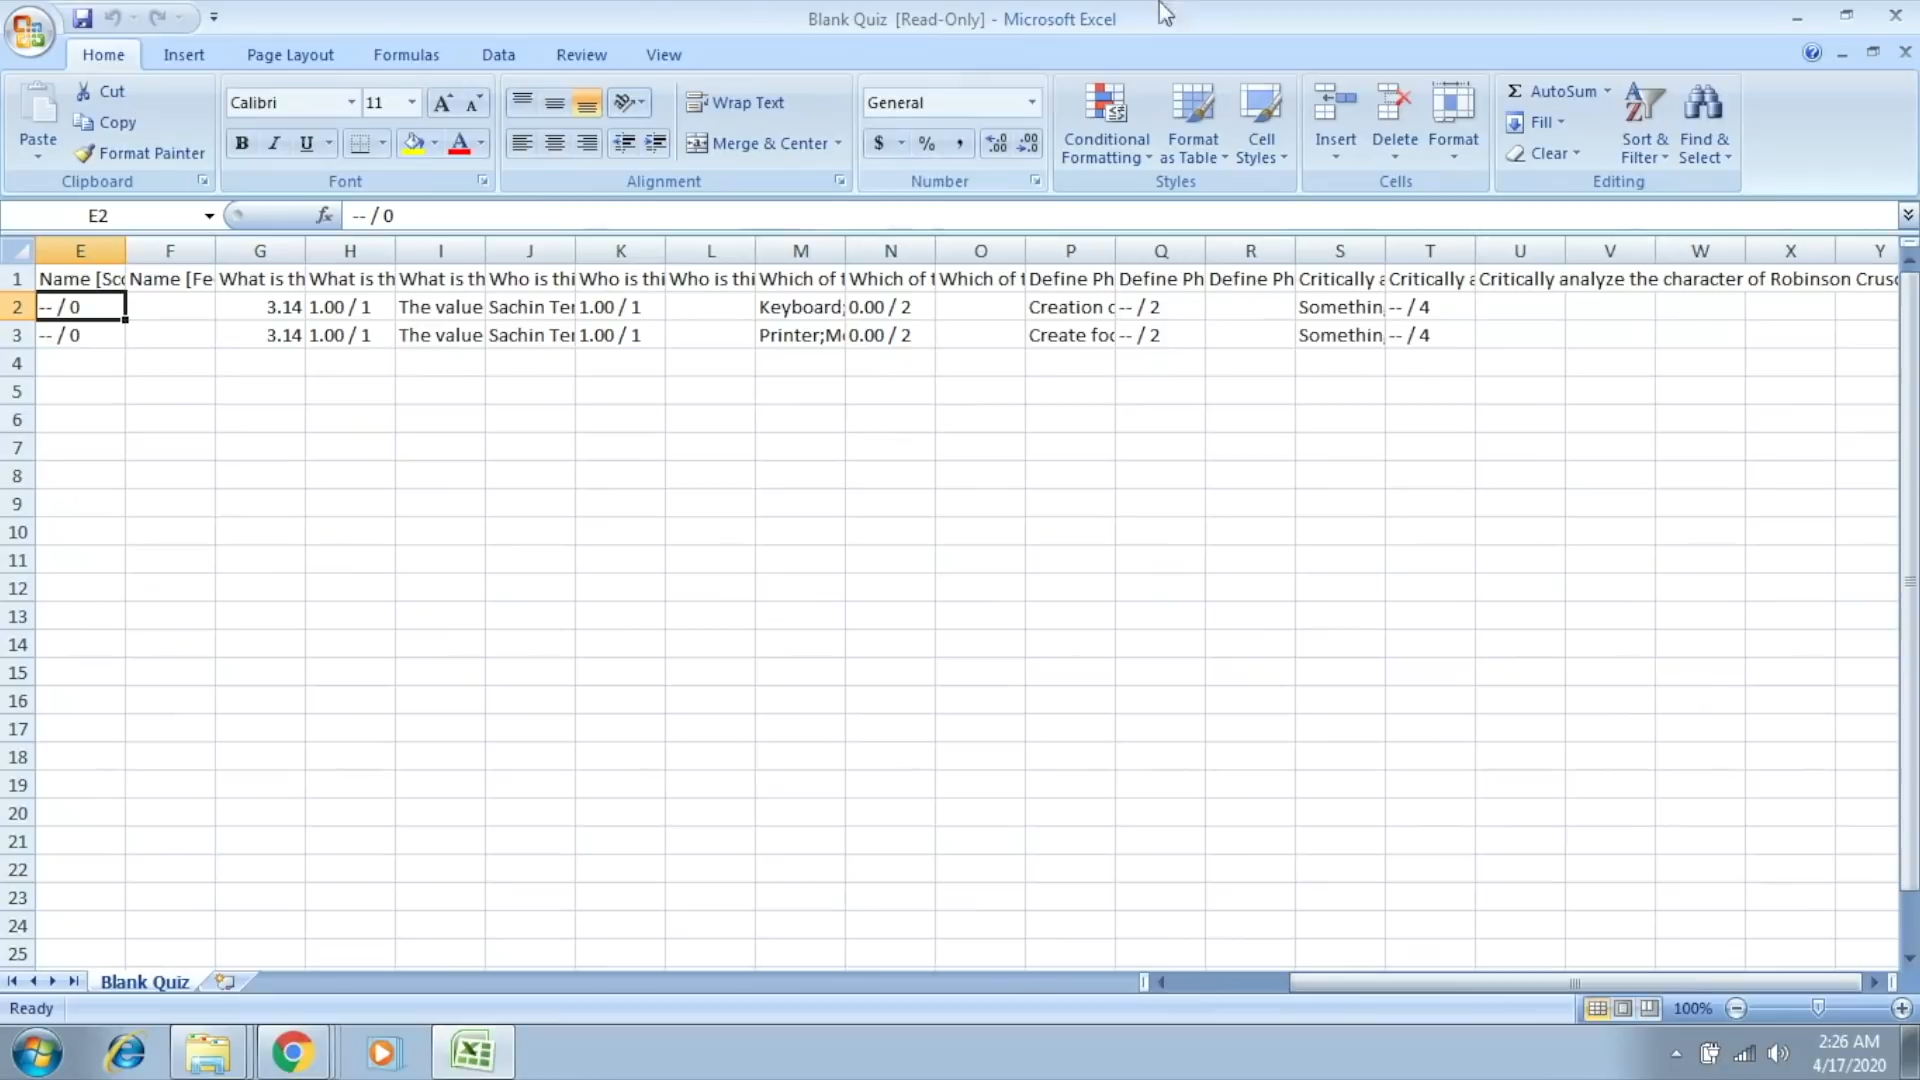 Blank Quiz [Read-Only] - Microsoft Excel
Home Insert Page Layout Formulas Data Review View
Paste
Cut
Copy
Format Painter
Clipboard
Calibri 11
B I U
Font
Wrap Text
Merge & Center
Alignment
General
$ % ,
Number
Conditional Formatting
Format as Table
Cell Styles
Styles
Insert Delete Format
Cells
Σ AutoSum
Fill
Clear
Sort & Filter
Find & Select
Editing
E2 fx -- / 0
E F G H I J K L M N O P Q R S T U V W X Y
1 Name [Sco Name [Fe What is th What is th What is th Who is thi Who is thi Who is thi Which of t Which of t Which of t Define Ph Define Ph Define Ph Critically a Critically a Critically analyze the character of Robinson Crusc
2 -- / 0 3.14 1.00 / 1 The value Sachin Ter 1.00 / 1 Keyboard; 0.00 / 2 Creation o -- / 2 Somethin -- / 4
3 -- / 0 3.14 1.00 / 1 The value Sachin Ter 1.00 / 1 Printer;Mo 0.00 / 2 Create foo -- / 2 Somethin -- / 4
4
5
6
7
8
9
10
11
12
13
14
15
16
17
18
19
20
21
22
23
24
25
Blank Quiz
Ready 100%
2:26 AM
4/17/2020